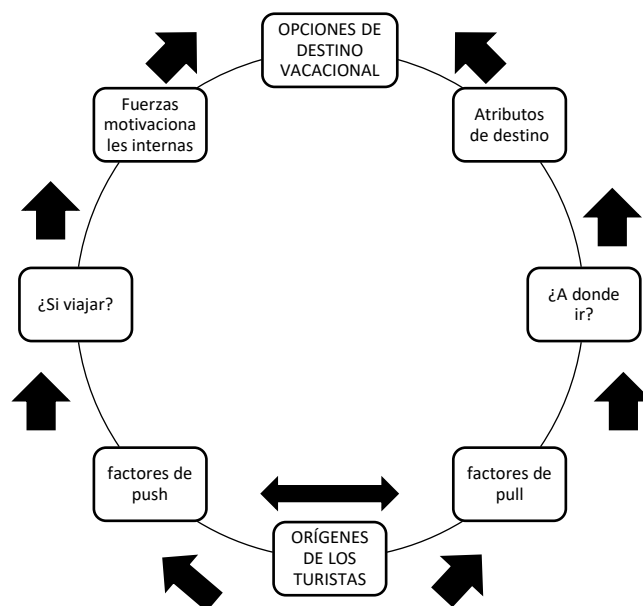 OPCIONES DE
DESTINO
VACACIONAL
Fuerzas
motivaciona
les internas
Atributos
de destino
¿Si viajar?
¿A donde
ir?
factores de
push
factores de
pull
ORÍGENES
DE LOS
TURISTAS